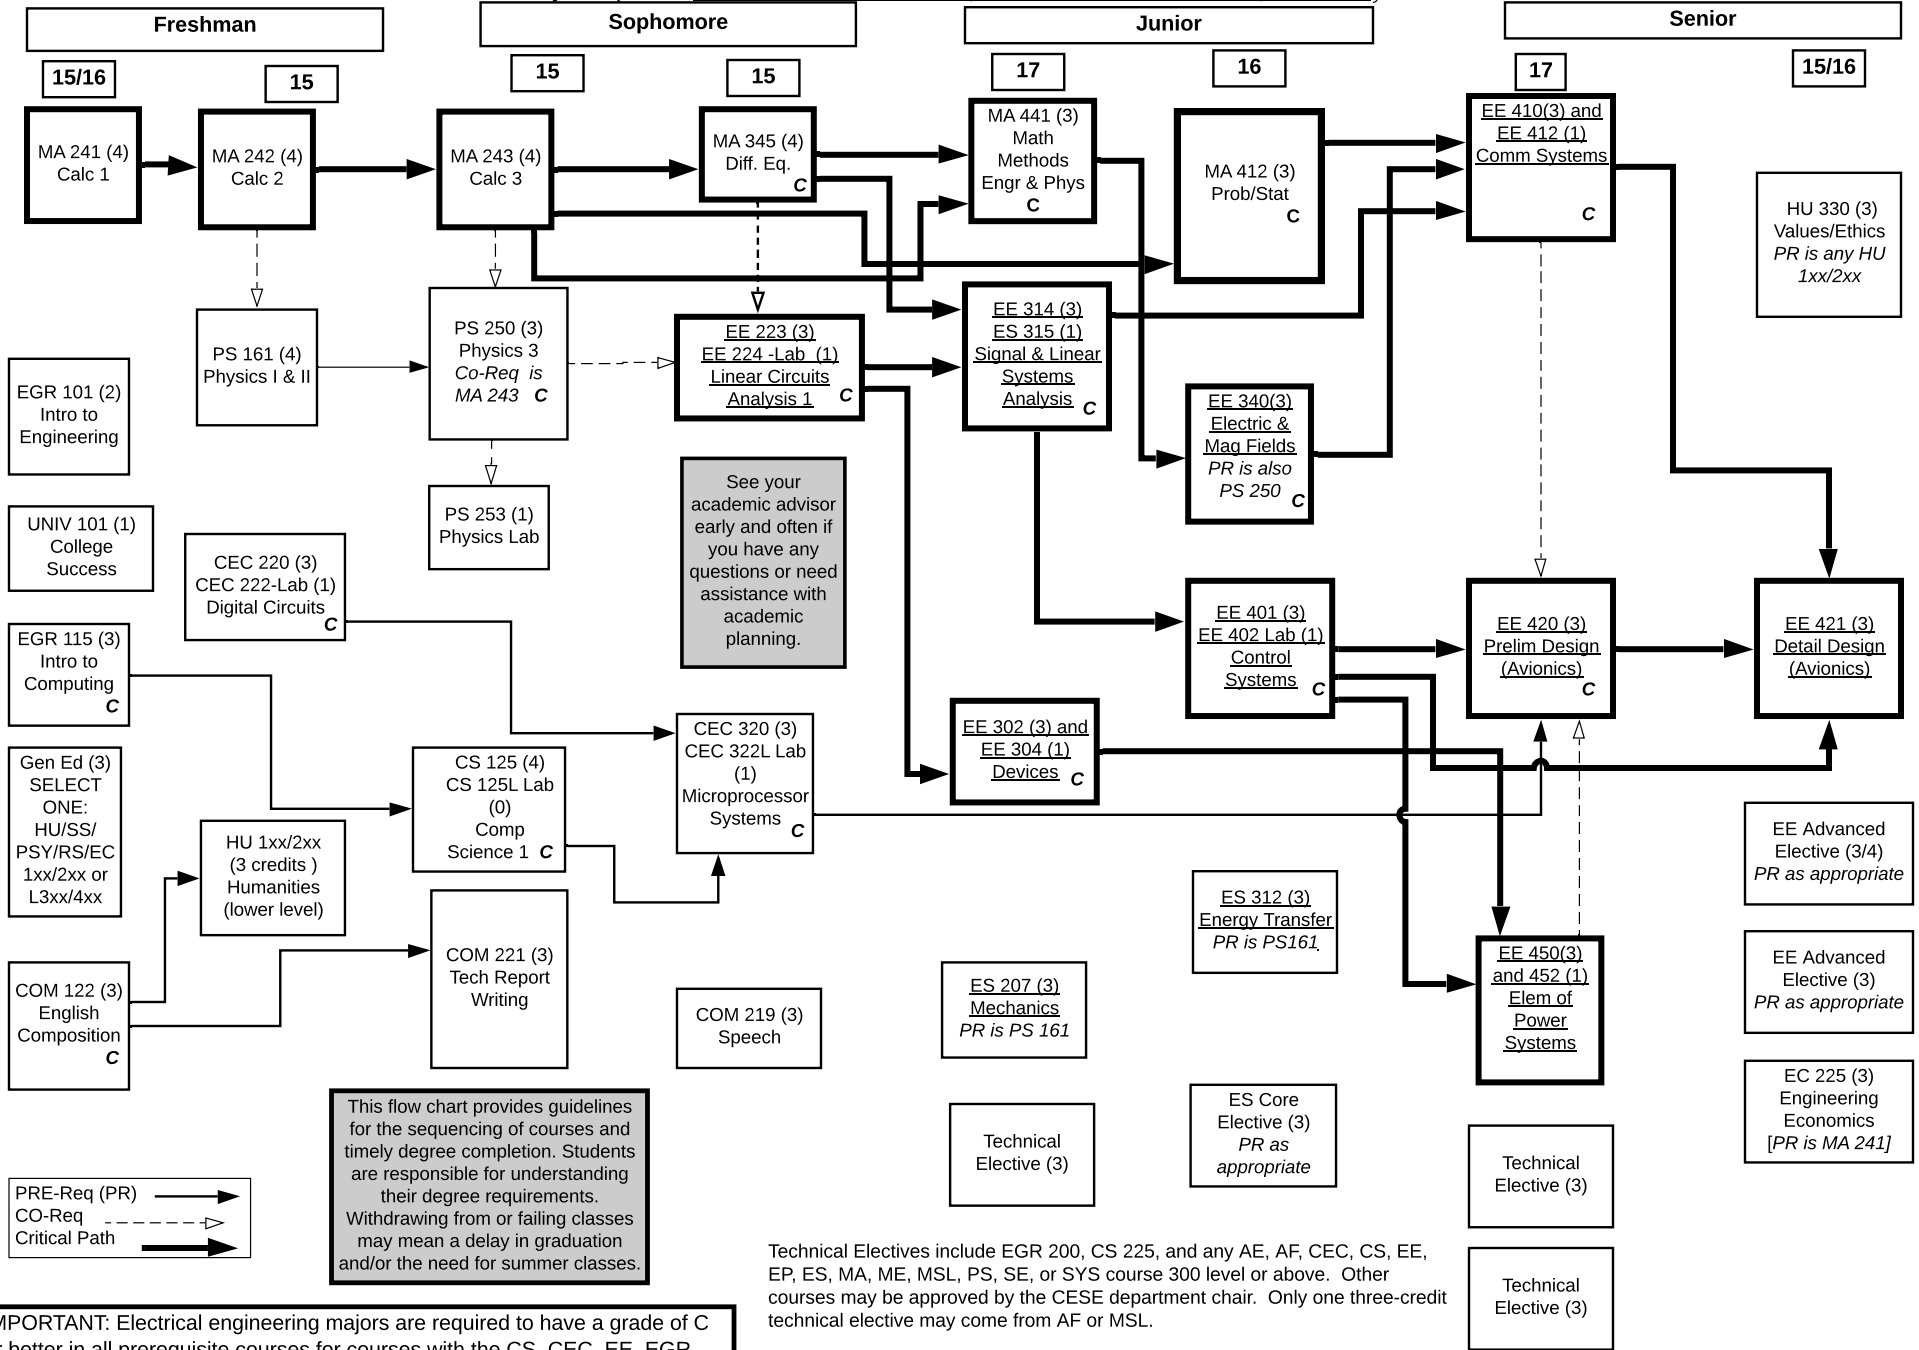 Freshman
Sophomore
Junior
Senior
15/16
15
15
15
17
16
17
15/16
MA 241 (4)
Calc 1
MA 242 (4)
Calc 2
MA 243 (4)
Calc 3
MA 345 (4)
Diff. Eq.
C
MA 441 (3)
Math
Methods
Engr & Phys
C
MA 412 (3)
Prob/Stat
C
EE 410(3) and
EE 412 (1)
Comm Systems
C
HU 330 (3)
Values/Ethics
PR is any HU
1xx/2xx
PS 161 (4)
Physics I & II
PS 250 (3)
Physics 3
Co-Req is
MA 243 C
EE 223 (3)
EE 224 -Lab (1)
Linear Circuits
Analysis 1
C
EE 314 (3)
ES 315 (1)
Signal & Linear
Systems
Analysis
C
EE 340(3)
Electric &
Mag Fields
PR is also
PS 250
C
EGR 101 (2)
Intro to
Engineering
UNIV 101 (1)
College
Success
PS 253 (1)
Physics Lab
CEC 220 (3)
CEC 222-Lab (1)
Digital Circuits
C
See your
academic advisor
early and often if
you have any
questions or need
assistance with
academic
planning.
EE 401 (3)
EE 402 Lab (1)
Control
Systems
C
EE 420 (3)
Prelim Design
(Avionics)
C
EE 421 (3)
Detail Design
(Avionics)
EGR 115 (3)
Intro to
Computing
C
CEC 320 (3)
CEC 322L Lab
(1)
Microprocessor
Systems
C
EE 302 (3) and
EE 304 (1)
Devices
C
Gen Ed (3)
SELECT
ONE:
HU/SS/
PSY/RS/EC
1xx/2xx or
L3xx/4xx
CS 125 (4)
CS 125L Lab
(0)
Comp
Science 1 C
HU 1xx/2xx
(3 credits )
Humanities
(lower level)
COM 221 (3)
Tech Report
Writing
COM 122 (3)
English
Composition
C
COM 219 (3)
Speech
ES 207 (3)
Mechanics
PR is PS 161
ES 312 (3)
Energy Transfer
PR is PS161
EE 450(3)
and 452 (1)
Elem of
Power
Systems
EE Advanced
Elective (3/4)
PR as appropriate
EE Advanced
Elective (3)
PR as appropriate
EC 225 (3)
Engineering
Economics
[PR is MA 241]
Technical
Elective (3)
ES Core
Elective (3)
PR as
appropriate
Technical
Elective (3)
Technical
Elective (3)
This flow chart provides guidelines
for the sequencing of courses and
timely degree completion. Students
are responsible for understanding
their degree requirements.
Withdrawing from or failing classes
may mean a delay in graduation
and/or the need for summer classes.
PRE-Req (PR)
CO-Req
Critical Path
Technical Electives include EGR 200, CS 225, and any AE, AF, CEC, CS, EE,
EP, ES, MA, ME, MSL, PS, SE, or SYS course 300 level or above. Other
courses may be approved by the CESE department chair. Only one three-credit
technical elective may come from AF or MSL.
MPORTANT: Electrical engineering majors are required to have a grade of C
better in all prerequisite courses for courses with the CS, CEC, EE, EGR,